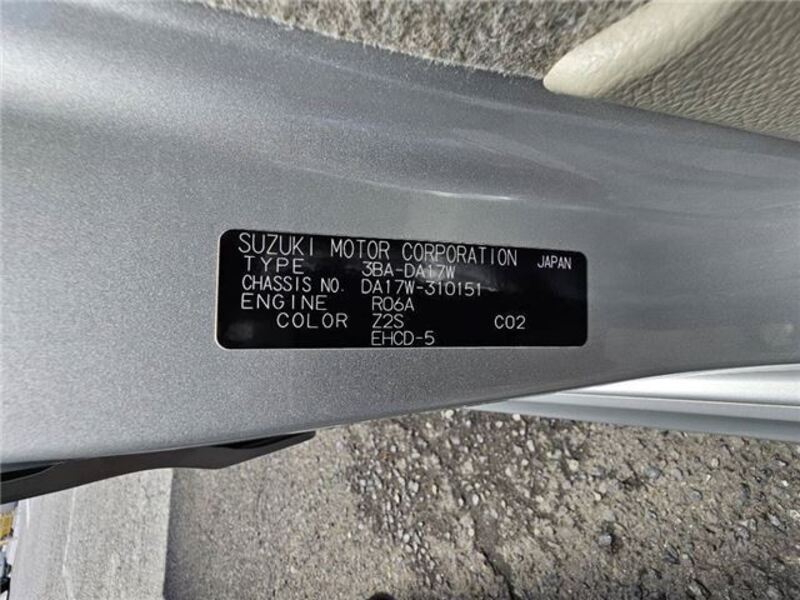 SUZUKI MOTOR CORPORATION JAPAN
TYPE 3BA-DA17W
CHASSIS NO. DA17W-310151
ENGINE R06A
COLOR Z2S C02
EHCD-5